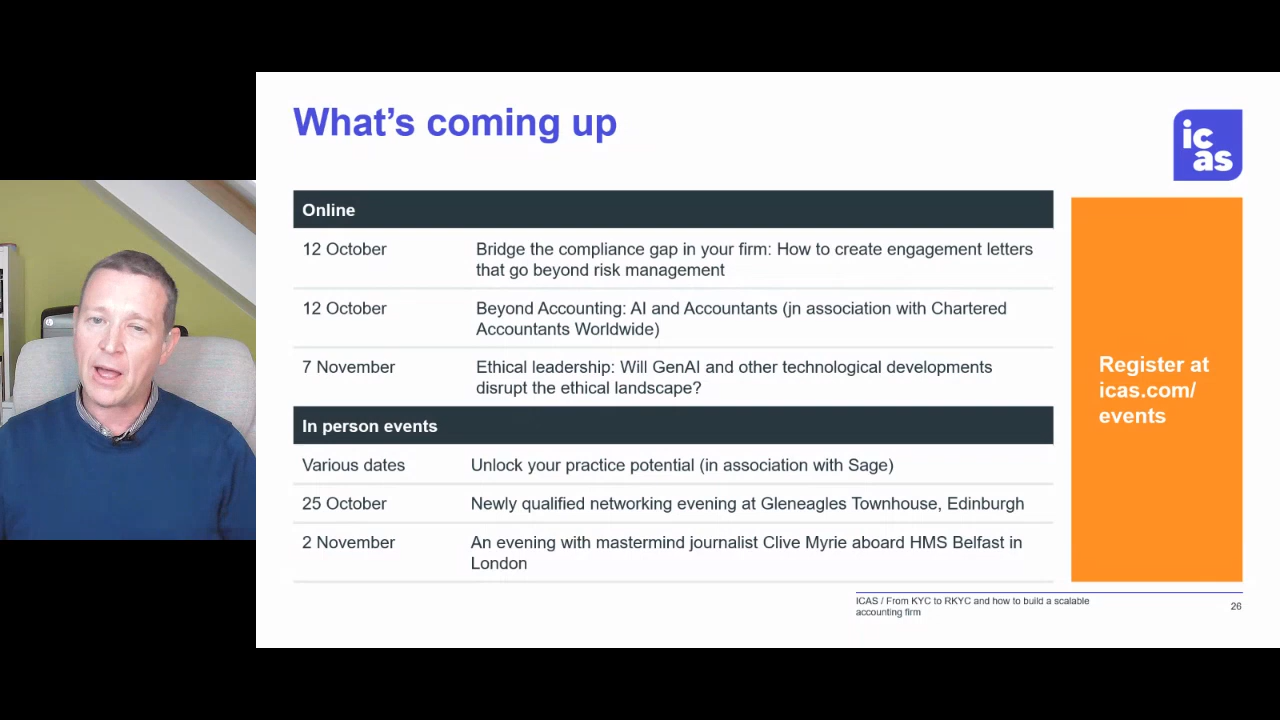 What’s coming up
ic
as
Online
12 October
Bridge the compliance gap in your firm: How to create engagement letters
that go beyond risk management
12 October
Beyond Accounting: AI and Accountants (jn association with Chartered
Accountants Worldwide)
7 November
Ethical leadership: Will GenAI and other technological developments
disrupt the ethical landscape?
In person events
Various dates
Unlock your practice potential (in association with Sage)
25 October
Newly qualified networking evening at Gleneagles Townhouse, Edinburgh
2 November
An evening with mastermind journalist Clive Myrie aboard HMS Belfast in
London
Register at
icas.com/
events
ICAS / From KYC to RKYC and how to build a scalable
accounting firm
26